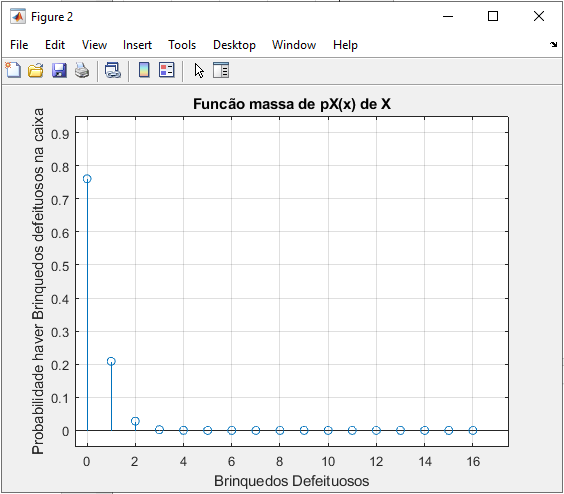 Figure 2
File Edit View Insert Tools Desktop Window Help
Funcão massa de pX(x) de X
Probabilidade haver Brinquedos defeituosos na caixa
0.9
0.8
0.7
0.6
0.5
0.4
0.3
0.2
0.1
0
0 2 4 6 8 10 12 14 16
Brinquedos Defeituosos